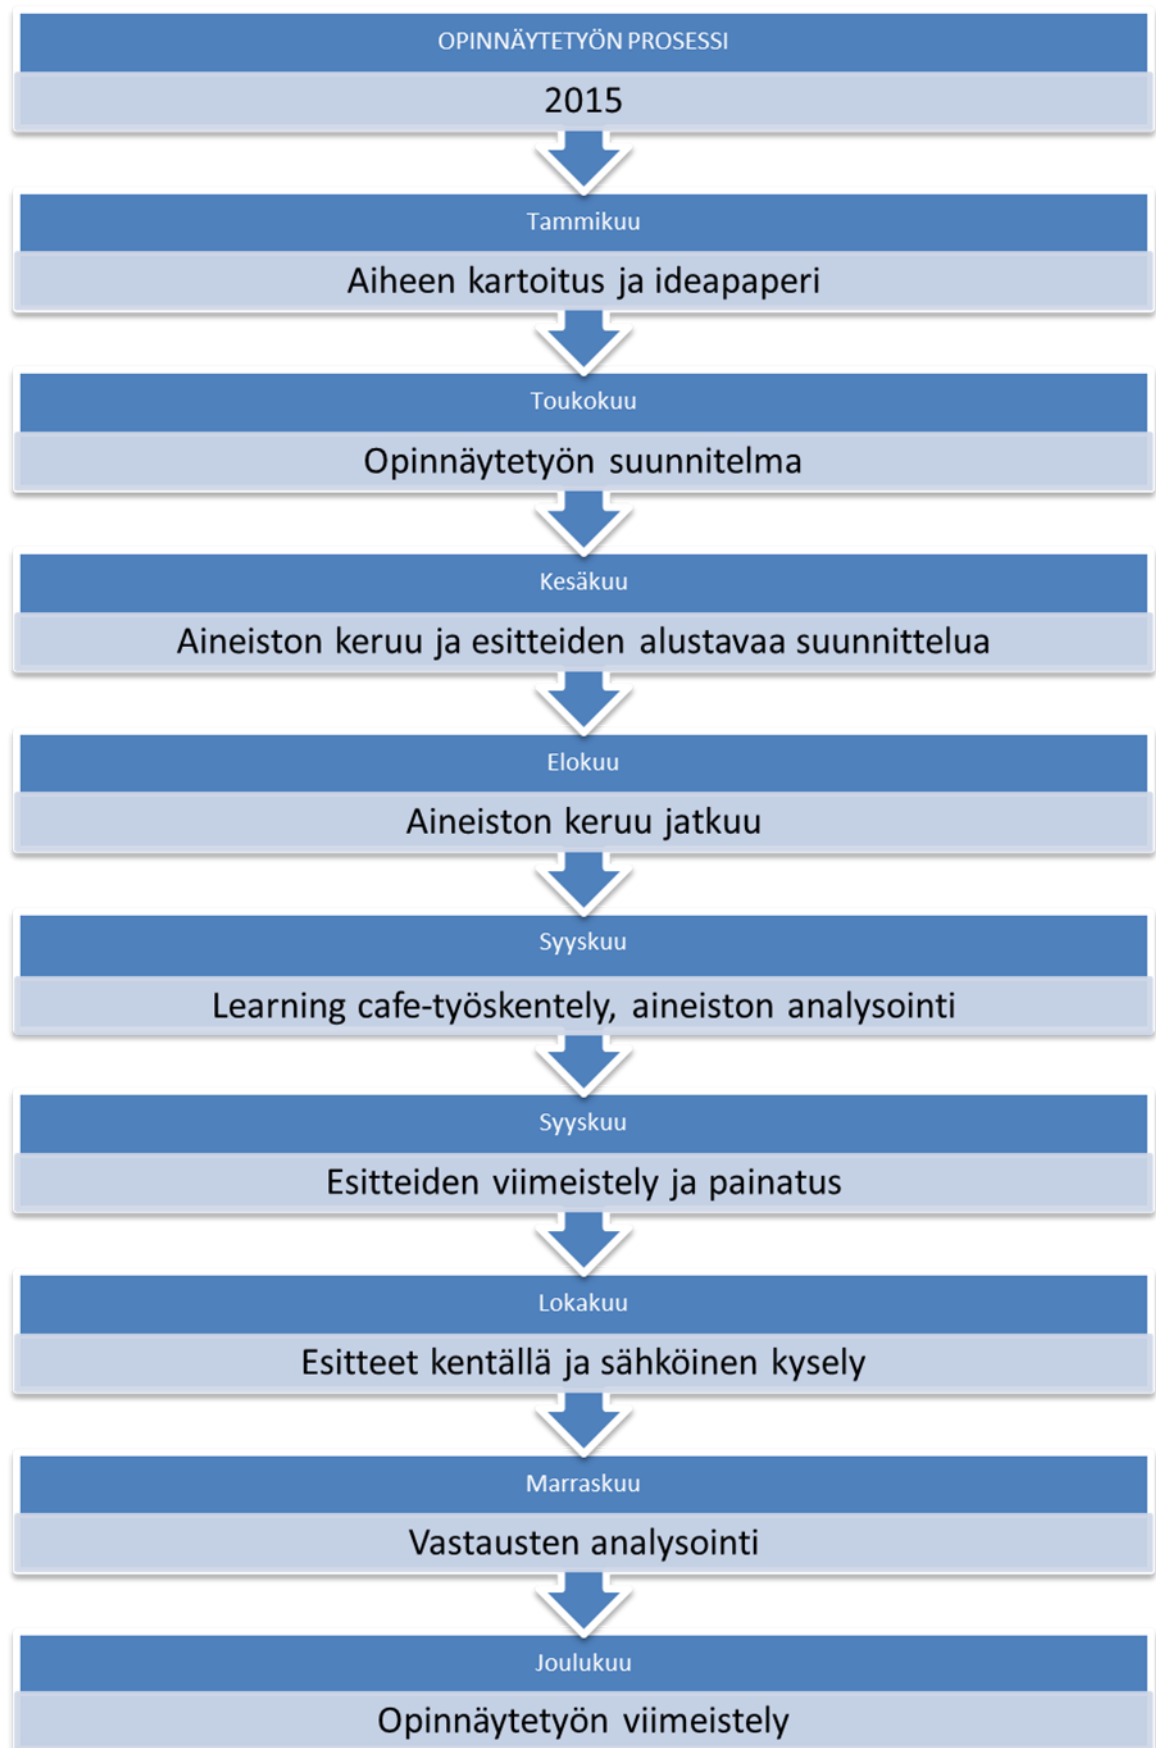 OPINNÄYTETYÖN PROSESSI
2015
Tammikuu
Aiheen kartoitus ja ideapaperi
Toukokuu
Opinnäytetyön suunnitelma
Kesäkuu
Aineiston keruu ja esitteiden alustavaa suunnittelua
Elokuu
Aineiston keruu jatkuu
Syyskuu
Learning cafe-työskentely, aineiston analysointi
Syyskuu
Esitteiden viimeistely ja painatus
Lokakuu
Esitteet kentällä ja sähköinen kysely
Marraskuu
Vastausten analysointi
Joulukuu
Opinnäytetyön viimeistely